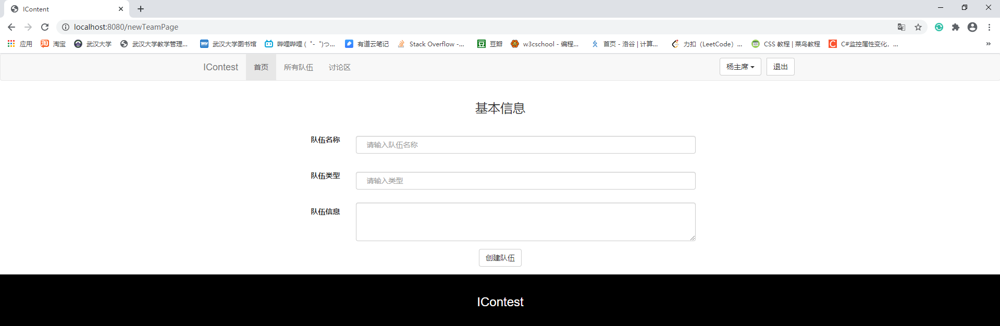 IContent
localhost:8080/newTeamPage
应用 淘宝 武汉大学 武汉大学教学管理... 武汉大学图书馆 哔哩哔哩 ( ゜- ゜)つ... 有道云笔记 Stack Overflow -... 豆瓣 w3cschool - 编程... 首页 - 洛谷 | 计算... 力扣（LeetCode）... CSS 教程 | 菜鸟教程 C#监控属性变化，... »
IContest 首页 所有队伍 讨论区 杨主席 退出
基本信息
队伍名称 请输入队伍名称
队伍类型 请输入类型
队伍信息
创建队伍
IContest